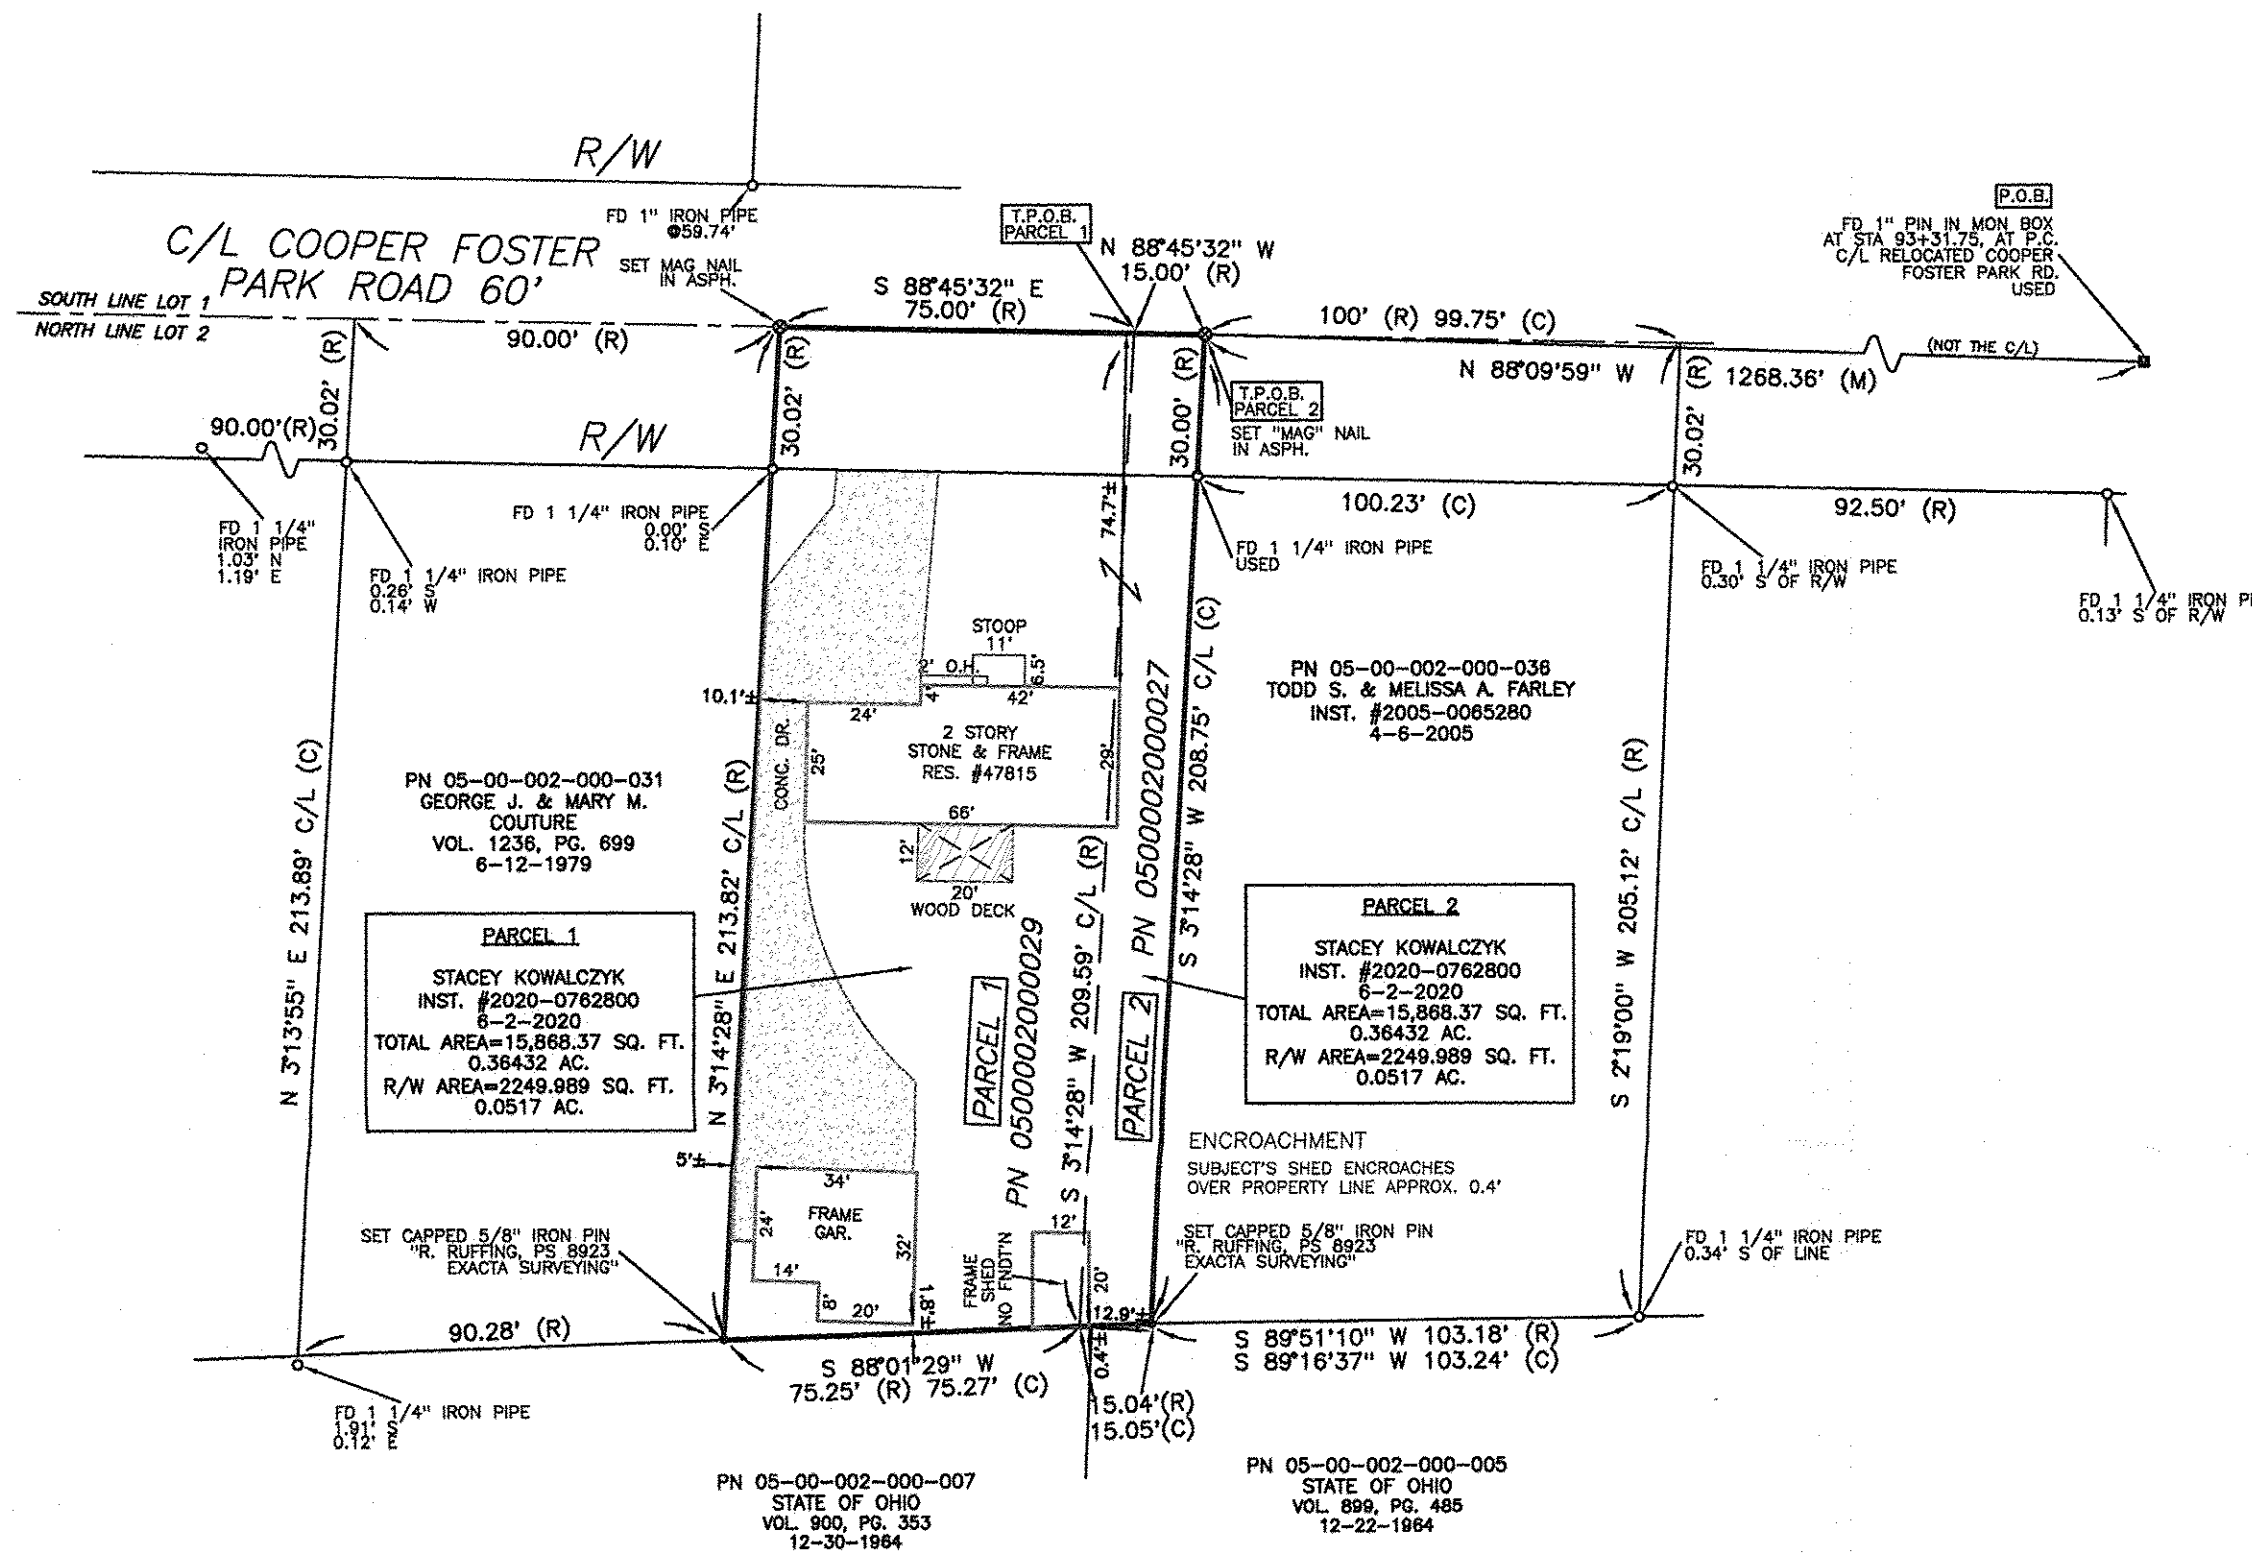 R/W
FD 1" IRON PIPE
@59.74'
C/L COOPER FOSTER
PARK ROAD 60'
SET MAG NAIL
IN ASPH.
SOUTH LINE LOT 1
NORTH LINE LOT 2
T.P.O.B.
PARCEL 1
N 88°45'32" W
15.00' (R)
S 88°45'32" E
75.00' (R)
P.O.B.
FD 1" PIN IN MON BOX
AT STA 93+31.75, AT P.C.
C/L RELOCATED COOPER
FOSTER PARK RD.
USED
90.00' (R)
100' (R) 99.75' (C)
(NOT THE C/L)
N 88°09'59" W 1268.36' (M)
30.02' (R)
30.02' (R)
30.00' (R)
30.02' (R)
T.P.O.B.
PARCEL 2
SET "MAG" NAIL
IN ASPH.
90.00'(R)
R/W
FD 1 1/4"
IRON PIPE
1.03' N
1.19' E
FD 1 1/4" IRON PIPE
0.26' S
0.14' W
FD 1 1/4" IRON PIPE
0.00' S
0.10' E
74.7'±
100.23' (C)
92.50' (R)
FD 1 1/4" IRON PIPE
USED
FD 1 1/4" IRON PIPE
0.30' S OF R/W
FD 1 1/4" IRON PI
0.13' S OF R/W
STOOP
11'
2' O.H.
6.5'
4'
42'
10.1'±
24'
2 STORY
STONE & FRAME
RES. #47815
25'
29'
66'
CONC. DR.
12'
20'
WOOD DECK
PN 05-00-002-000-036
TODD S. & MELISSA A. FARLEY
INST. #2005-0065280
4-6-2005
PN 05-00-002-000-031
GEORGE J. & MARY M.
COUTURE
VOL. 1236, PG. 699
6-12-1979
N 3°13'55" E 213.89' C/L (C)
N 3°14'28" E 213.82' C/L (R)
S 3°14'28" W 209.59' C/L (R)
S 3°14'28" W 208.75' C/L (C)
S 2°19'00" W 205.12' C/L (R)
PARCEL 1
STACEY KOWALCZYK
INST. #2020-0762800
6-2-2020
TOTAL AREA=15,868.37 SQ. FT.
0.36432 AC.
R/W AREA=2249.989 SQ. FT.
0.0517 AC.
PARCEL 1
PN 0500002000029
PARCEL 2
PN 0500002000027
PARCEL 2
STACEY KOWALCZYK
INST. #2020-0762800
6-2-2020
TOTAL AREA=15,868.37 SQ. FT.
0.36432 AC.
R/W AREA=2249.989 SQ. FT.
0.0517 AC.
ENCROACHMENT
SUBJECT'S SHED ENCROACHES
OVER PROPERTY LINE APPROX. 0.4'
5'±
34'
FRAME
GAR.
24'
32'
14'
8'
20'
1.8'±
FRAME
SHED
NO FNDT'N
12'
20'
12.9'±
0.4'±
SET CAPPED 5/8" IRON PIN
"R. RUFFING, PS 8923
EXACTA SURVEYING"
SET CAPPED 5/8" IRON PIN
"R. RUFFING, PS 8923
EXACTA SURVEYING"
FD 1 1/4" IRON PIPE
0.34' S OF LINE
90.28' (R)
S 88°01'29" W
75.25' (R) 75.27' (C)
15.04'(R)
15.05'(C)
S 89°51'10" W 103.18' (R)
S 89°16'37" W 103.24' (C)
FD 1 1/4" IRON PIPE
1.91' S
0.12' E
PN 05-00-002-000-007
STATE OF OHIO
VOL. 900, PG. 353
12-30-1964
PN 05-00-002-000-005
STATE OF OHIO
VOL. 899, PG. 485
12-22-1964